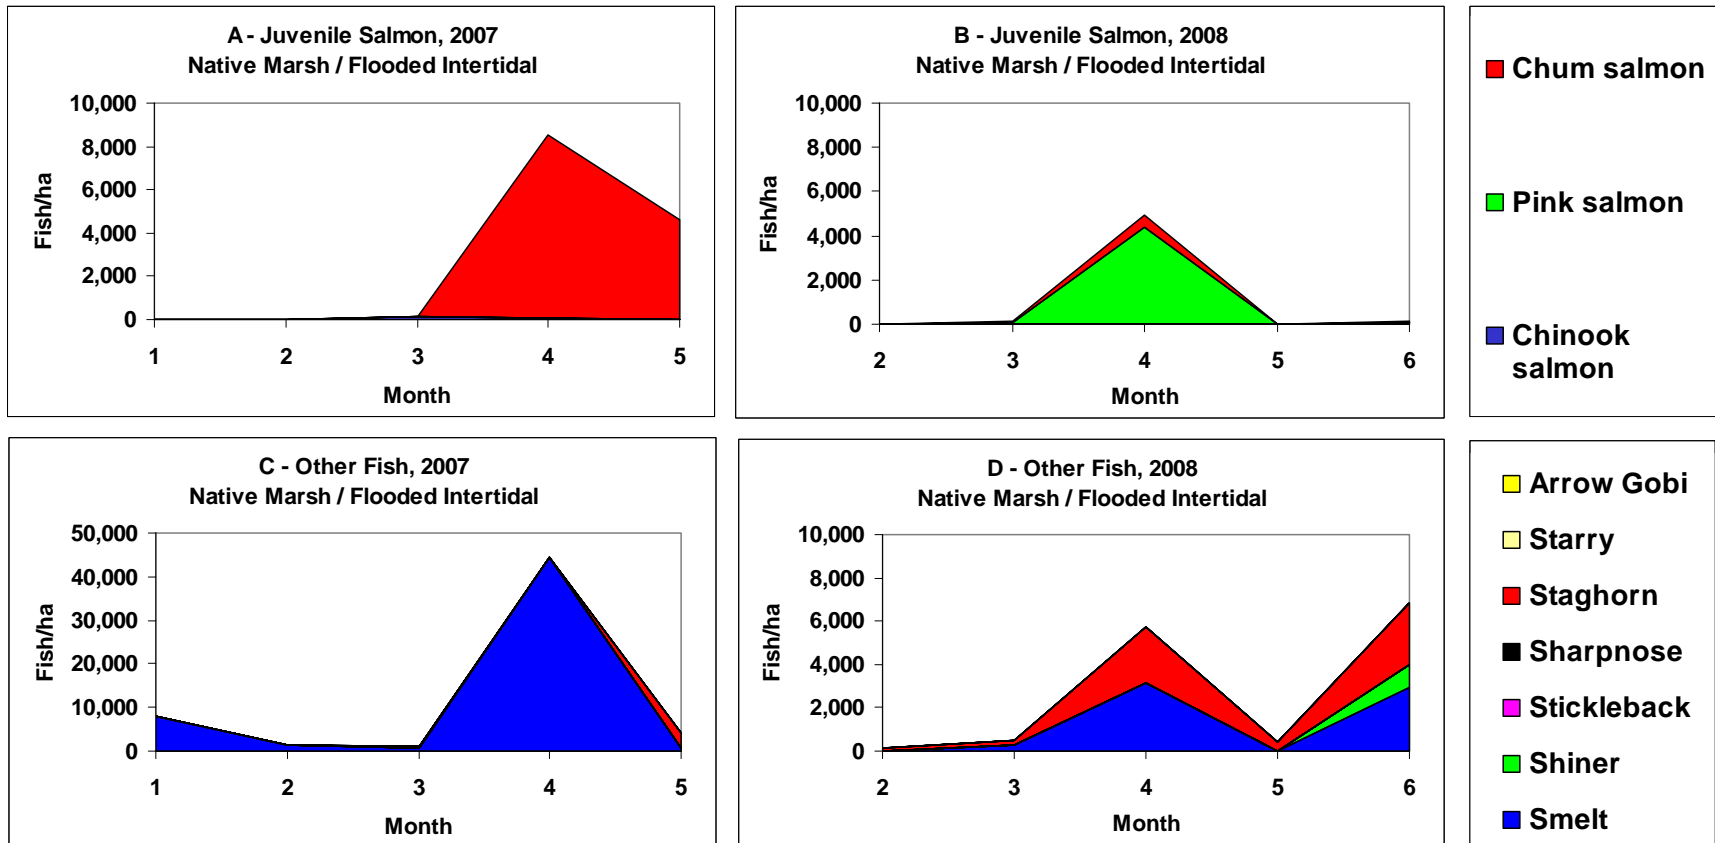 A - Juvenile Salmon, 2007
Native Marsh / Flooded Intertidal
10,000
8,000
6,000
4,000
2,000
0
Fish/ha
1 2 3 4 5
Month
B - Juvenile Salmon, 2008
Native Marsh / Flooded Intertidal
10,000
8,000
6,000
4,000
2,000
0
Fish/ha
2 3 4 5 6
Month
Chum salmon
Pink salmon
Chinook
salmon
C - Other Fish, 2007
Native Marsh / Flooded Intertidal
50,000
40,000
30,000
20,000
10,000
0
Fish/ha
1 2 3 4 5
Month
D - Other Fish, 2008
Native Marsh / Flooded Intertidal
10,000
8,000
6,000
4,000
2,000
0
Fish/ha
2 3 4 5 6
Month
Arrow Gobi
Starry
Staghorn
Sharpnose
Stickleback
Shiner
Smelt